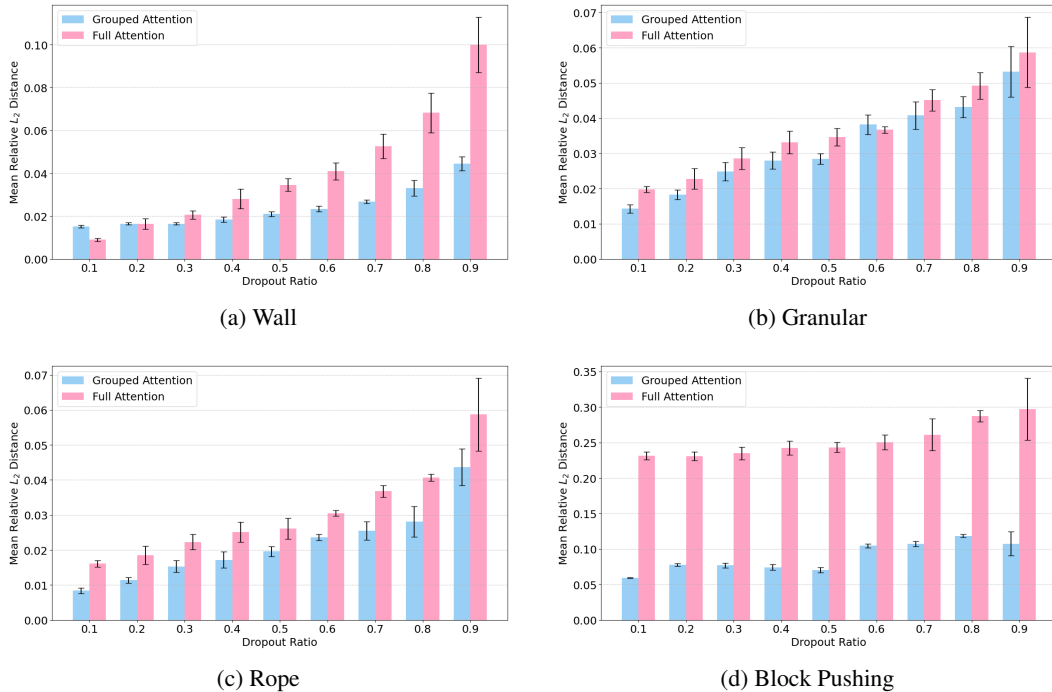 Grouped Attention
Full Attention
Mean Relative L2 Distance
0.10
0.08
0.06
0.04
0.02
0.00
0.1 0.2 0.3 0.4 0.5 0.6 0.7 0.8 0.9
Dropout Ratio
(a) Wall
Grouped Attention
Full Attention
Mean Relative L2 Distance
0.07
0.06
0.05
0.04
0.03
0.02
0.01
0.00
0.1 0.2 0.3 0.4 0.5 0.6 0.7 0.8 0.9
Dropout Ratio
(b) Granular
Grouped Attention
Full Attention
Mean Relative L2 Distance
0.07
0.06
0.05
0.04
0.03
0.02
0.01
0.00
0.1 0.2 0.3 0.4 0.5 0.6 0.7 0.8 0.9
Dropout Ratio
(c) Rope
Grouped Attention
Full Attention
Mean Relative L2 Distance
0.35
0.30
0.25
0.20
0.15
0.10
0.05
0.00
0.1 0.2 0.3 0.4 0.5 0.6 0.7 0.8 0.9
Dropout Ratio
(d) Block Pushing